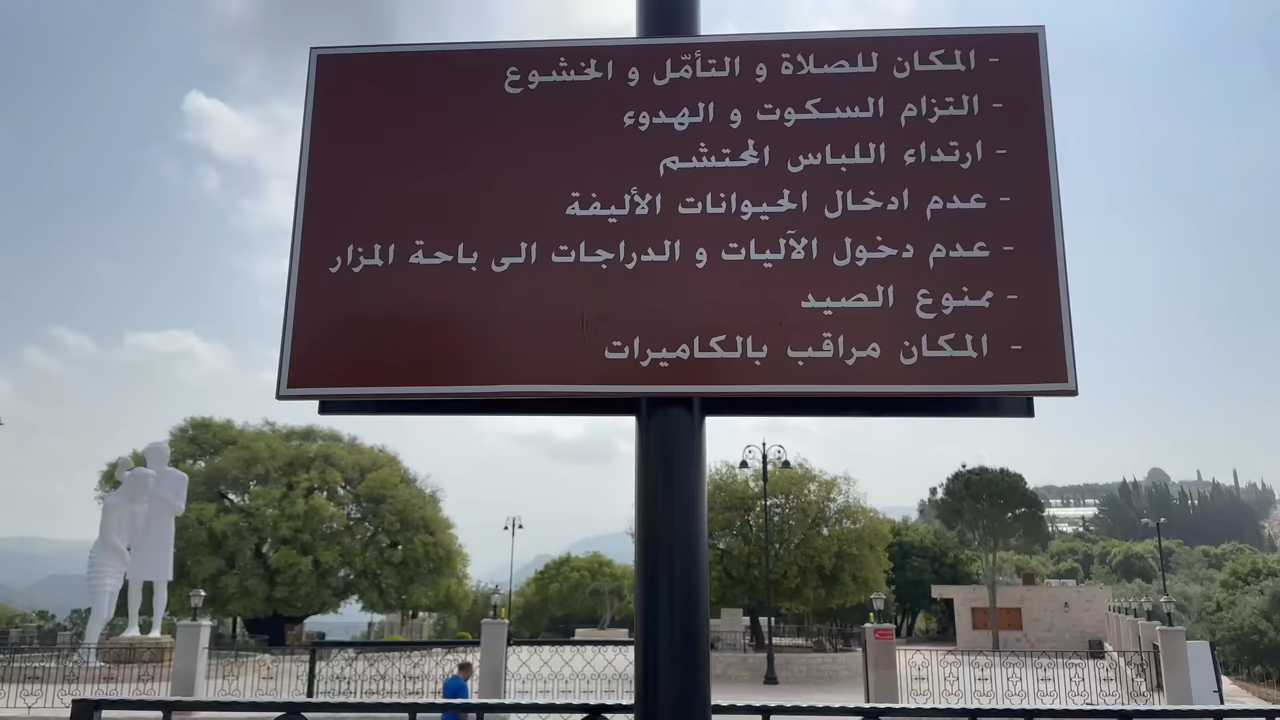 - المكان للصلاة و التأمّل و الخشوع
- التزام السكوت و الهدوء
- ارتداء اللباس المحتشم
- عدم ادخال الحيوانات الأليفة
- عدم دخول الآليات و الدراجات الى باحة المزار
- ممنوع الصيد
- المكان مراقب بالكاميرات